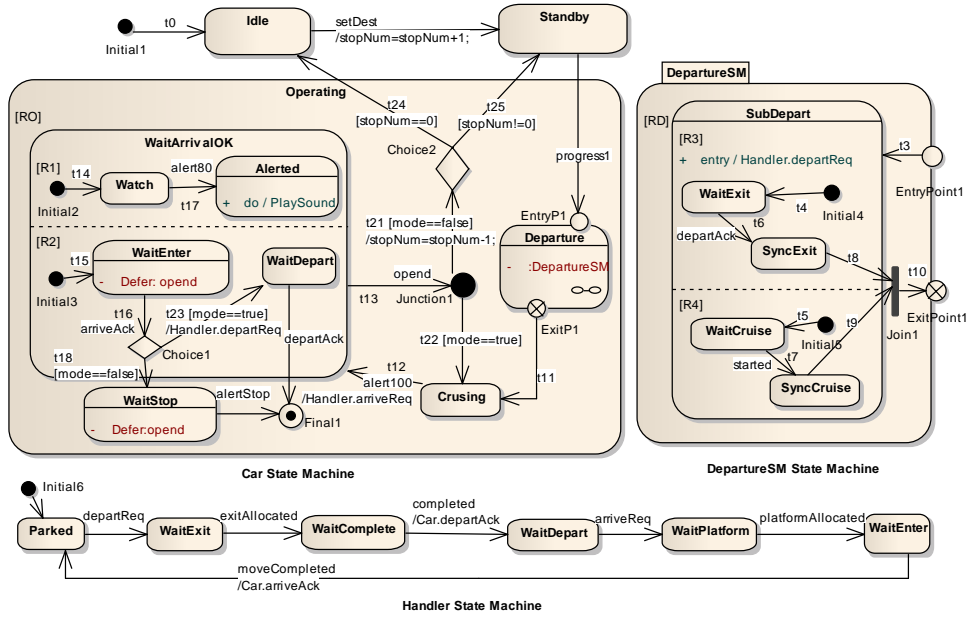 Idle
Standby
t0
setDest
/stopNum=stopNum+1;
Initial1
DepartureSM
Operating
[RO]
t24
[stopNum==0]
t25
[stopNum!=0]
Choice2
progress1
WaitArrivalOK
[R1]
t14
Watch
alert80
t17
Alerted
+ do / PlaySound
Initial2
[R2]
t15
WaitEnter
- Defer: opend
Initial3
WaitDepart
t16
arriveAck
t23 [mode==true]
/Handler.departReq
Choice1
departAck
opend
t13
Junction1
t21 [mode==false]
/stopNum=stopNum-1;
EntryP1
Departure
- :DepartureSM
ExitP1
t22 [mode==true]
t11
t12
alert100
/Handler.arriveReq
Crusing
t18
[mode==false]
WaitStop
- Defer:opend
alertStop
Final1
Car State Machine
[RD]
SubDepart
[R3]
+ entry / Handler.departReq
t3
EntryPoint1
WaitExit
t4
Initial4
t6
departAck
SyncExit
t8
t10
ExitPoint1
[R4]
WaitCruise
t5
Initial5
t9
Join1
t7
started
SyncCruise
DepartureSM State Machine
Initial6
Parked
departReq
WaitExit
exitAllocated
WaitComplete
completed
/Car.departAck
WaitDepart
arriveReq
WaitPlatform
platformAllocated
WaitEnter
moveCompleted
/Car.arriveAck
Handler State Machine